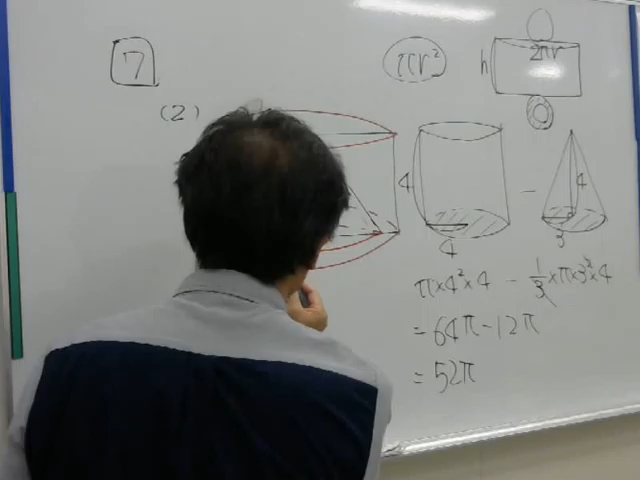 7
(2)
πr²
h
2πr
4
4
-
4
3
π×4²×4 - 1/3×π×3²×4
= 64π-12π
= 52π